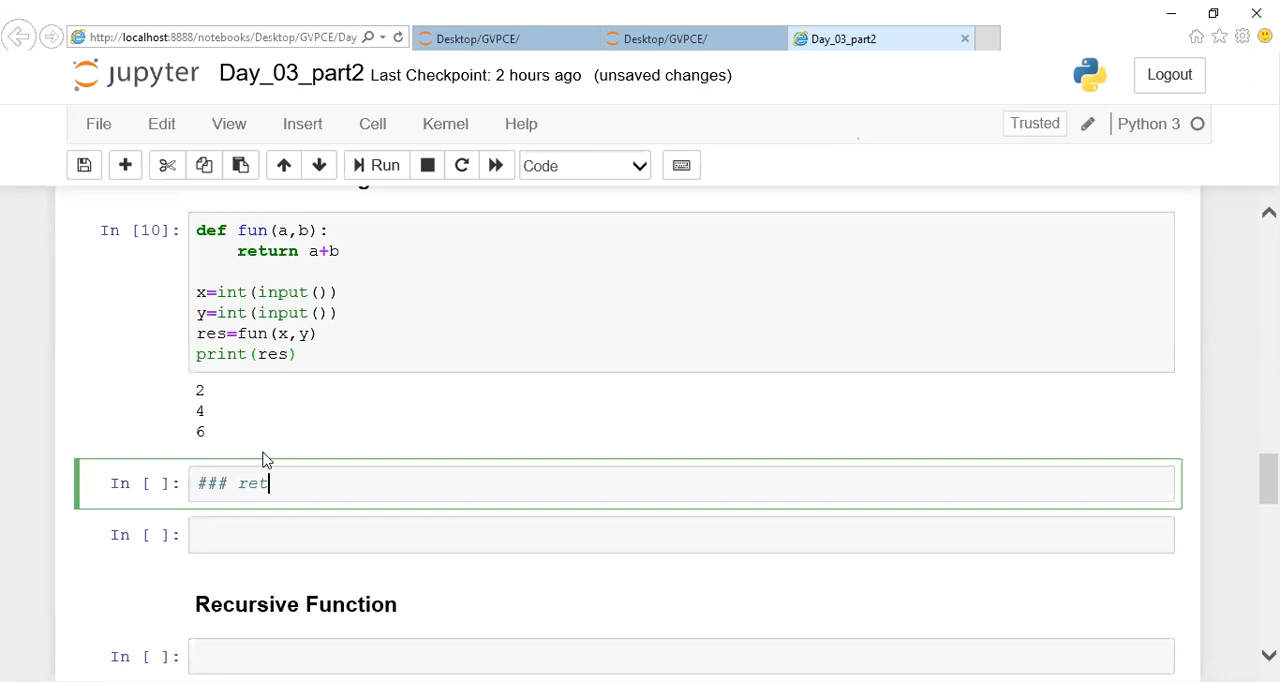 http://localhost:8888/notebooks/Desktop/GVPCE/Day
Desktop/GVPCE/
Desktop/GVPCE/
Day_03_part2
jupyter Day_03_part2 Last Checkpoint: 2 hours ago (unsaved changes)
Logout
File Edit View Insert Cell Kernel Help
Trusted
Python 3
Run
Code
In [10]:
def fun(a,b):
return a+b
x=int(input())
y=int(input())
res=fun(x,y)
print(res)
2
4
6
In [ ]: ### ret
In [ ]:
Recursive Function
In [ ]: